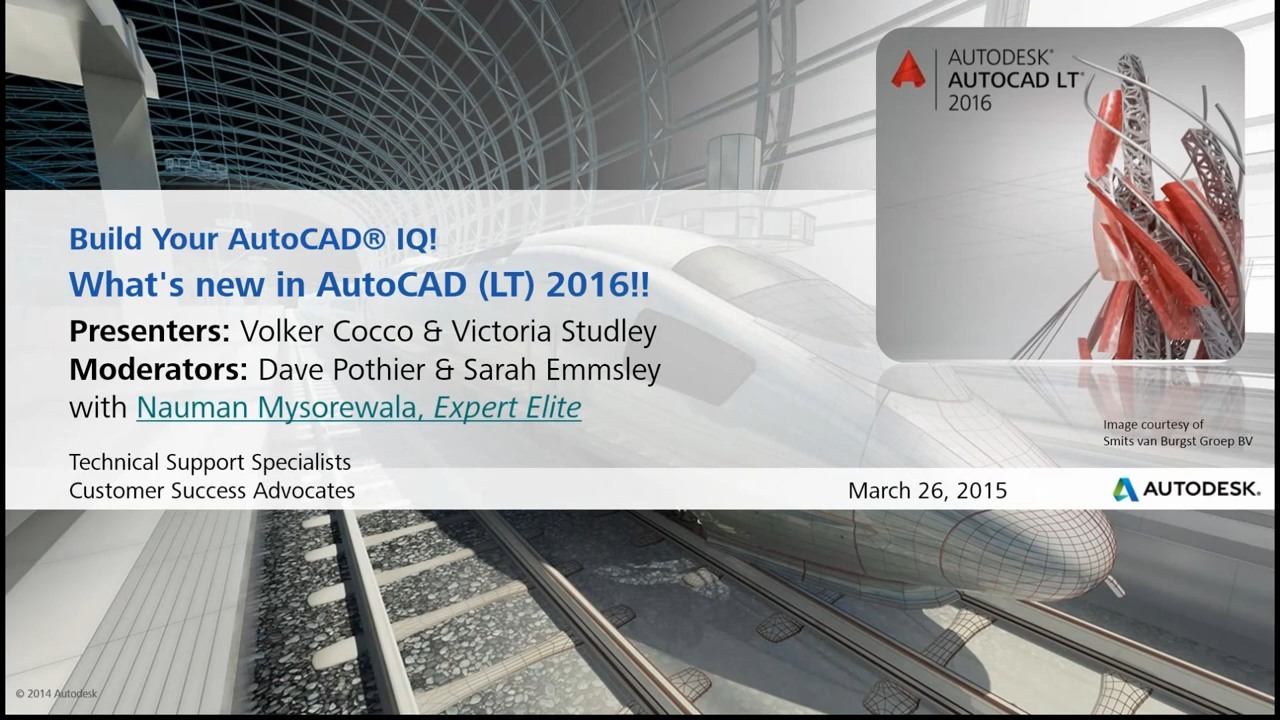 AUTODESK®
AUTOCAD LT®
2016
Build Your AutoCAD® IQ!
What's new in AutoCAD (LT) 2016!!
Presenters: Volker Cocco & Victoria Studley
Moderators: Dave Pothier & Sarah Emmsley
with Nauman Mysorewala, Expert Elite
Image courtesy of
Smits van Burgst Groep BV
Technical Support Specialists
Customer Success Advocates
March 26, 2015
AUTODESK®
© 2014 Autodesk